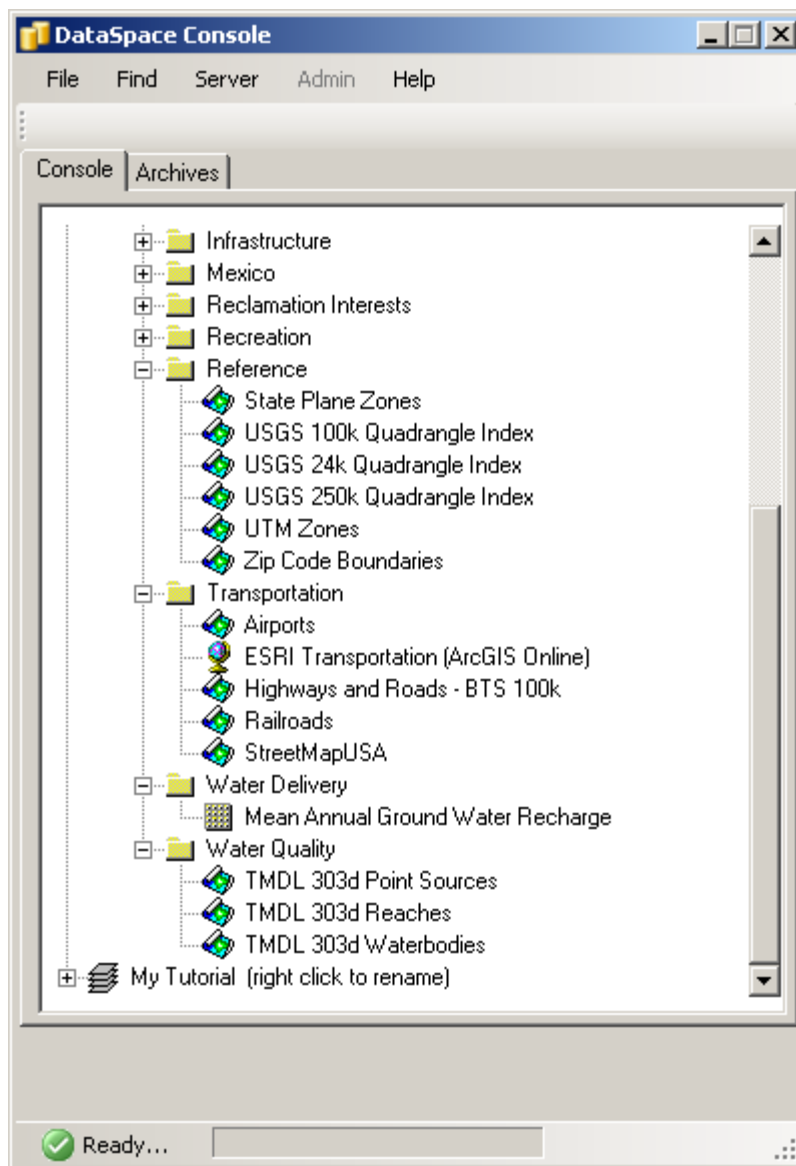 DataSpace Console
File Find Server Admin Help
Console Archives
Infrastructure
Mexico
Reclamation Interests
Recreation
Reference
State Plane Zones
USGS 100k Quadrangle Index
USGS 24k Quadrangle Index
USGS 250k Quadrangle Index
UTM Zones
Zip Code Boundaries
Transportation
Airports
ESRI Transportation (ArcGIS Online)
Highways and Roads - BTS 100k
Railroads
StreetMapUSA
Water Delivery
Mean Annual Ground Water Recharge
Water Quality
TMDL 303d Point Sources
TMDL 303d Reaches
TMDL 303d Waterbodies
My Tutorial (right click to rename)
Ready...